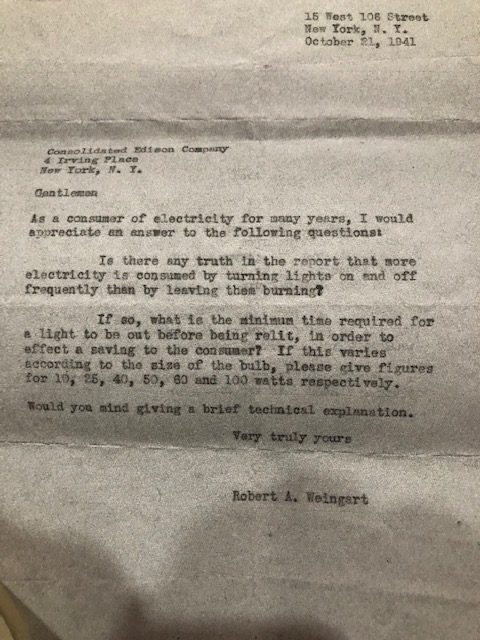 15 West 106 Street
New York, N. Y.
October 21, 1941
Consolidated Edison Company
4 Irving Place
New York, N. Y.
Gentlemen
As a consumer of electricity for many years, I would
appreciate an answer to the following questions:
Is there any truth in the report that more
electricity is consumed by turning lights on and off
frequently than by leaving them burning?
If so, what is the minimum time required for
a light to be out before being relit, in order to
effect a saving to the consumer? If this varies
according to the size of the bulb, please give figures
for 10, 25, 40, 50, 60 and 100 watts respectively.
Would you mind giving a brief technical explanation.
Very truly yours
Robert A. Weingart